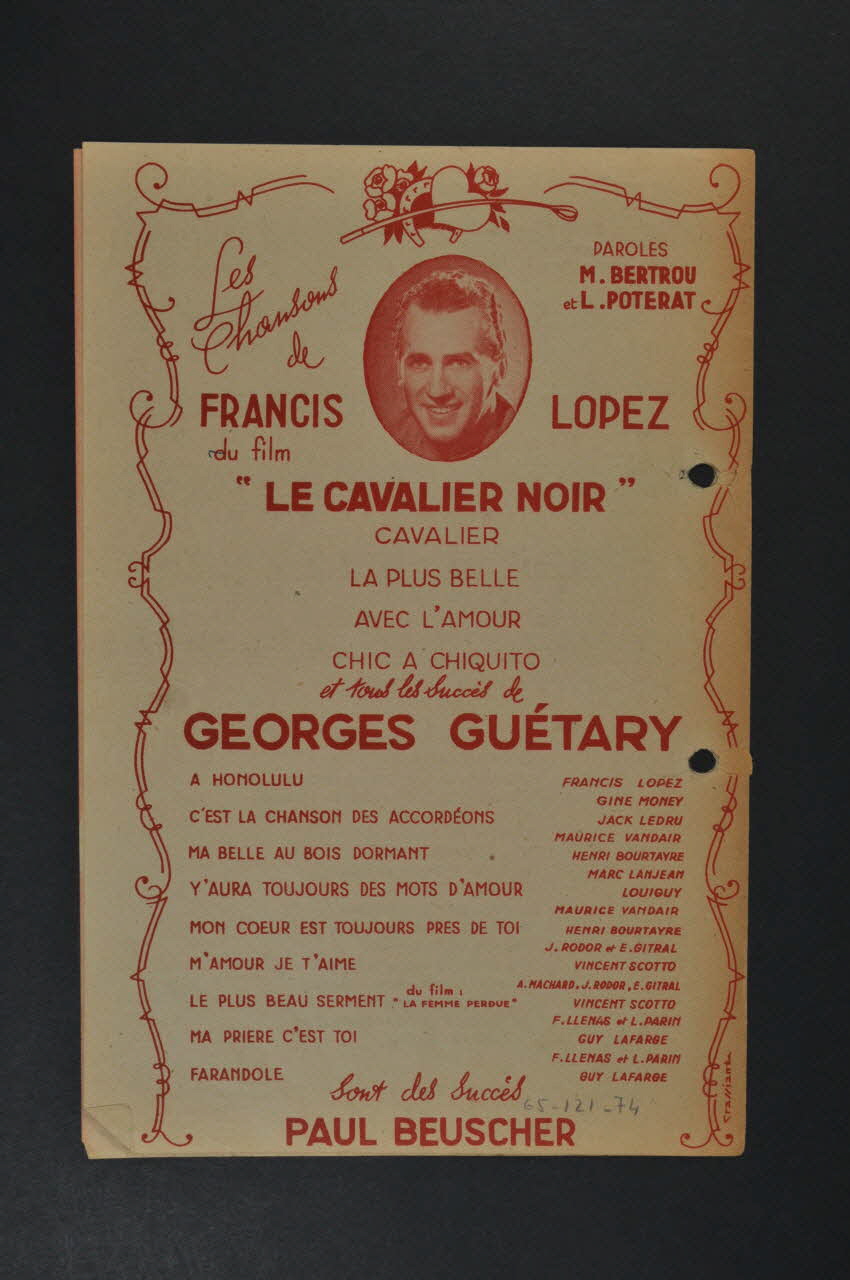 Les
Chansons
de
PAROLES
M. BERTROU
et L. POTERAT
FRANCIS LOPEZ
du film
" LE CAVALIER NOIR "
CAVALIER
LA PLUS BELLE
AVEC L'AMOUR
CHIC A CHIQUITO
et tous les succès de
GEORGES GUÉTARY
A HONOLULU FRANCIS LOPEZ
GINE MONEY
C'EST LA CHANSON DES ACCORDÉONS JACK LEDRU
MAURICE VANDAIR
MA BELLE AU BOIS DORMANT HENRI BOURTAYRE
MARC LANJEAN
Y'AURA TOUJOURS DES MOTS D'AMOUR LOUIGUY
MAURICE VANDAIR
MON COEUR EST TOUJOURS PRES DE TOI HENRI BOURTAYRE
J. RODOR et E. GITRAL
M'AMOUR JE T'AIME VINCENT SCOTTO
A. MACHARD, J. RODOR, E. GITRAL
LE PLUS BEAU SERMENT du film : " LA FEMME PERDUE" VINCENT SCOTTO
F. LLENAS et L. PARIN
MA PRIERE C'EST TOI GUY LAFARGE
F. LLENAS et L. PARIN
FARANDOLE GUY LAFARGE
Sont des Succès
65-121-74
PAUL BEUSCHER